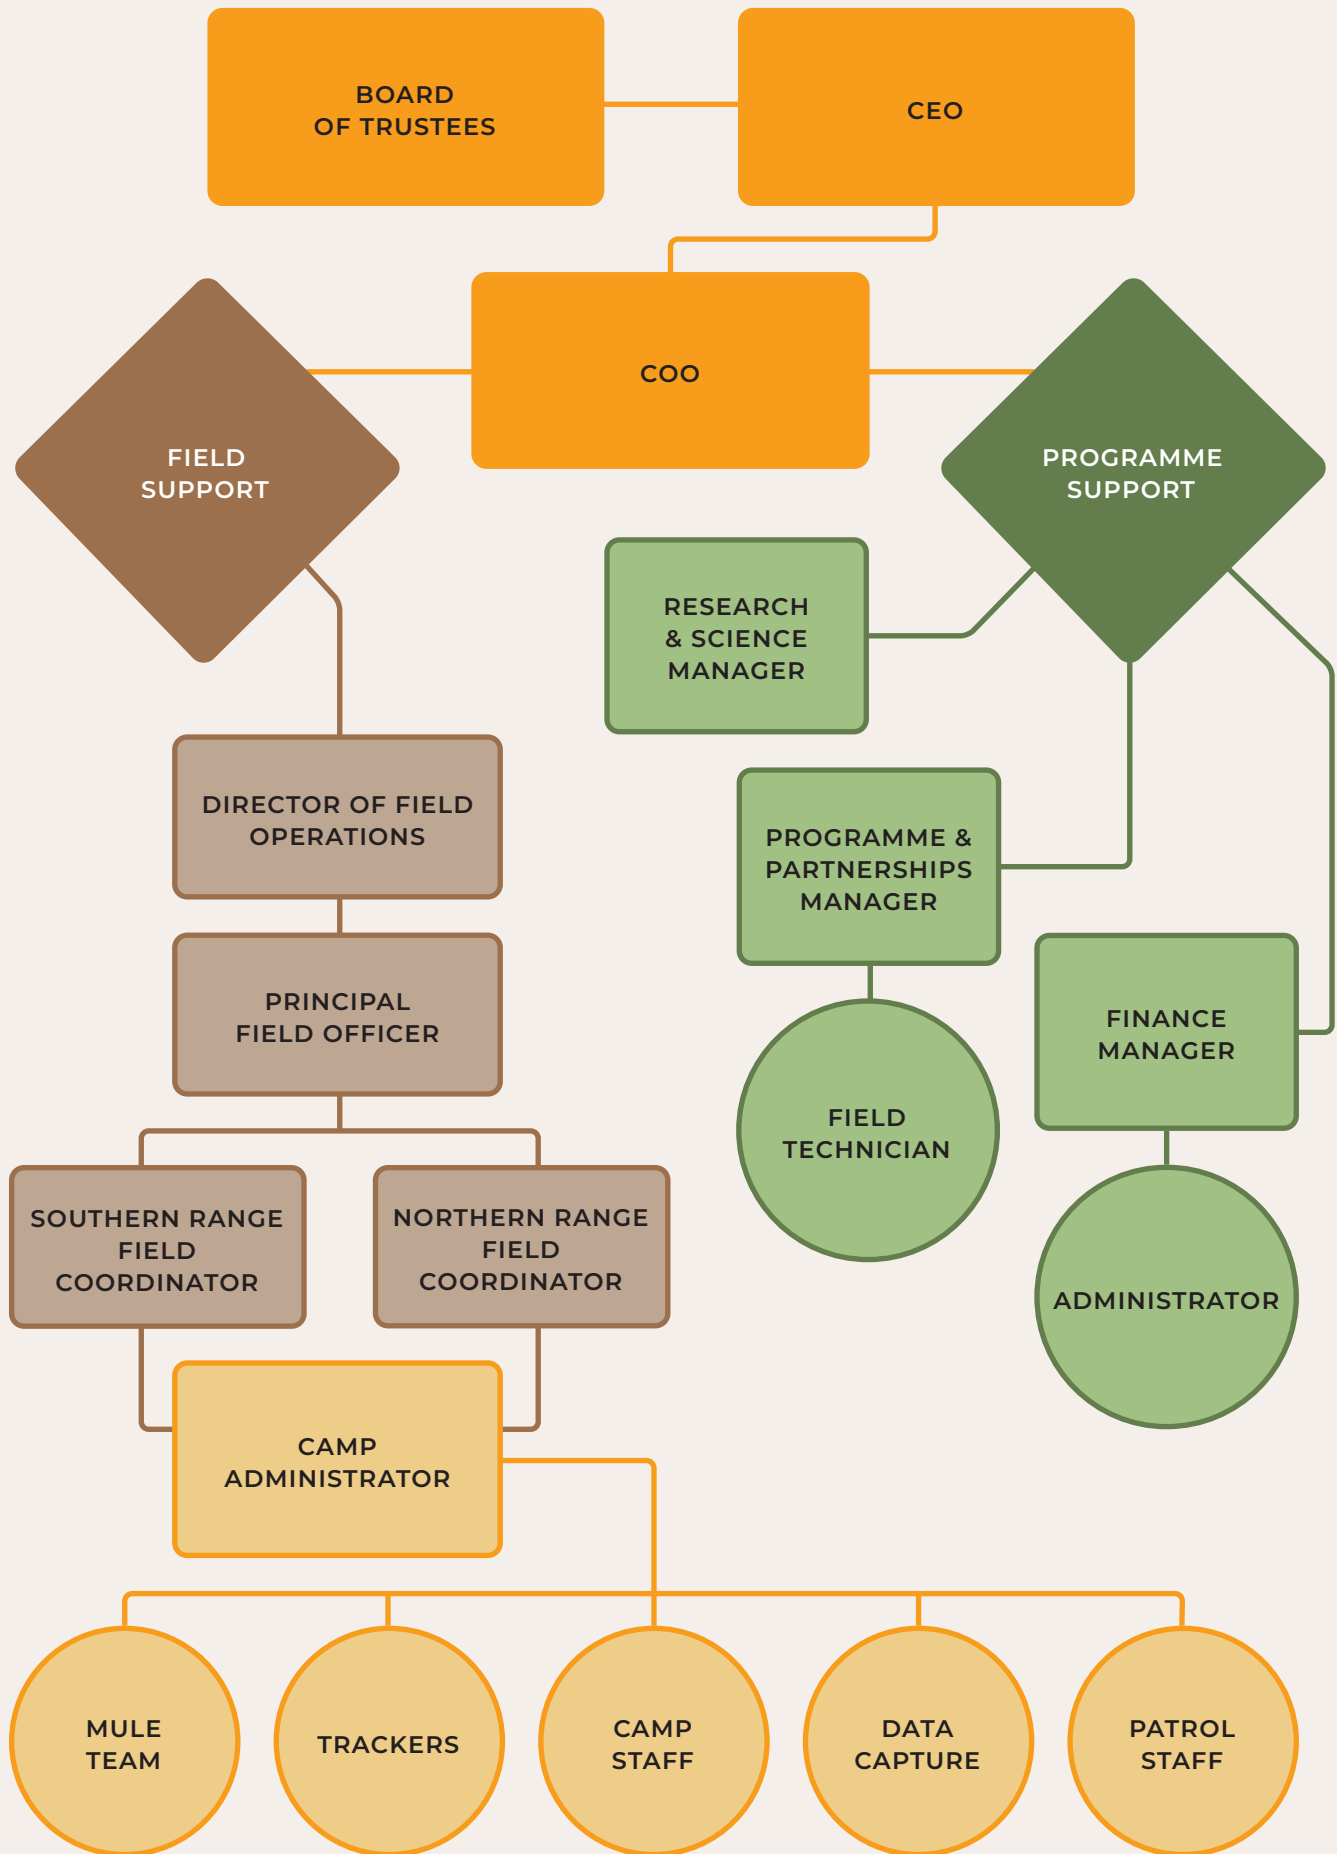 BOARD
OF TRUSTEES
CEO
COO
FIELD
SUPPORT
PROGRAMME
SUPPORT
RESEARCH
& SCIENCE
MANAGER
DIRECTOR OF FIELD
OPERATIONS
PROGRAMME &
PARTNERSHIPS
MANAGER
PRINCIPAL
FIELD OFFICER
FINANCE
MANAGER
FIELD
TECHNICIAN
SOUTHERN RANGE
FIELD
COORDINATOR
NORTHERN RANGE
FIELD
COORDINATOR
ADMINISTRATOR
CAMP
ADMINISTRATOR
MULE
TEAM
TRACKERS
CAMP
STAFF
DATA
CAPTURE
PATROL
STAFF